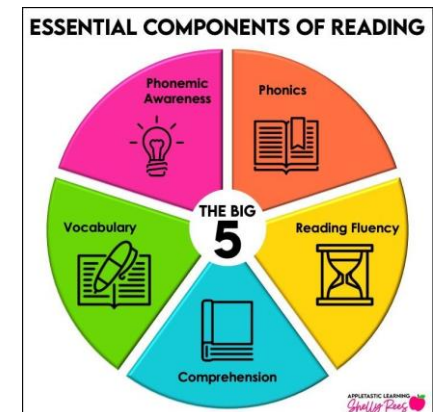 ESSENTIAL COMPONENTS OF READING
Phonemic
Awareness
Phonics
THE BIG
5
Vocabulary
Reading Fluency
Comprehension
APPLETASTIC LEARNING
Shelly Rees